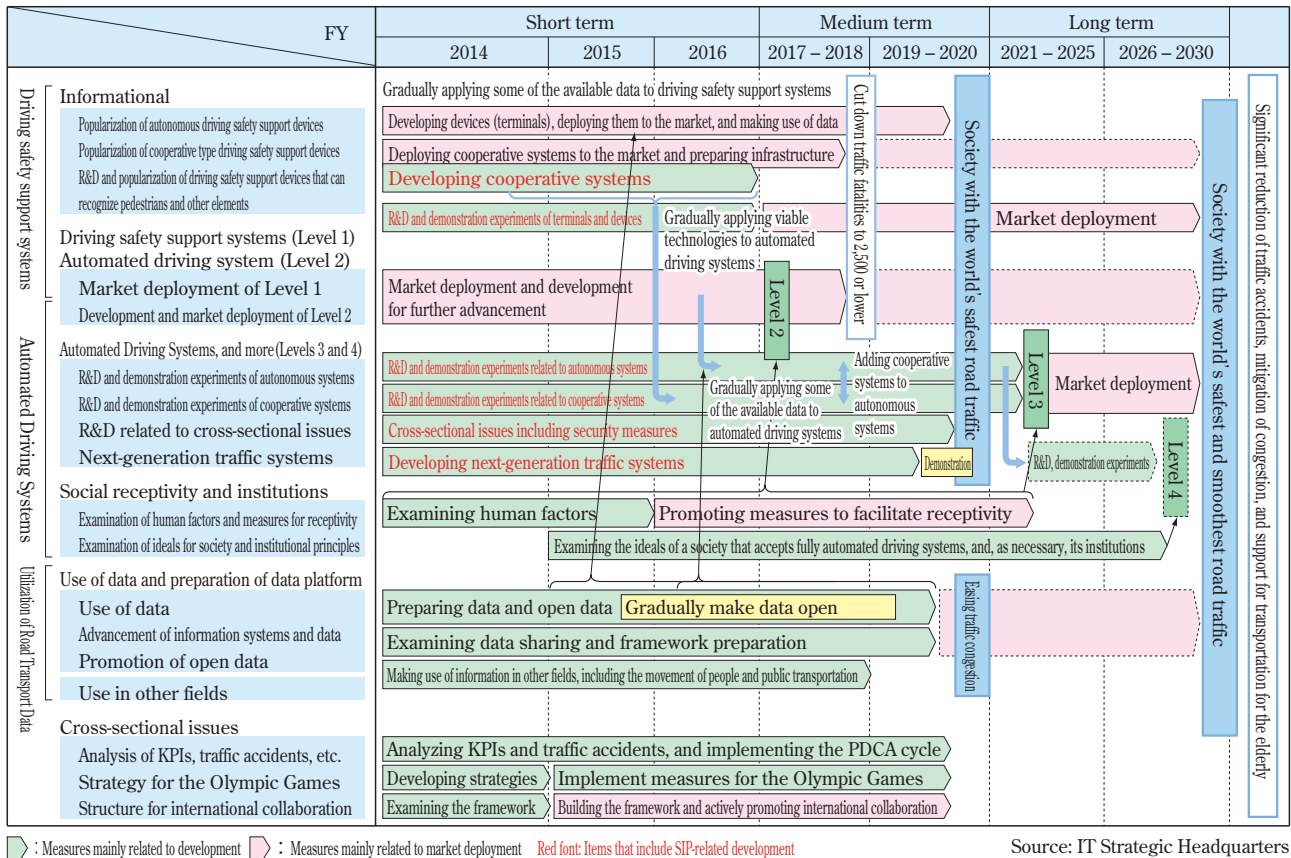 FY
Short term
Medium term
Long term
2014
2015
2016
2017 – 2018
2019 – 2020
2021 – 2025
2026 – 2030
Driving safety support systems
Informational
Popularization of autonomous driving safety support devices
Popularization of cooperative type driving safety support devices
R&D and popularization of driving safety support devices that can
recognize pedestrians and other elements
Driving safety support systems (Level 1)
Automated driving system (Level 2)
Market deployment of Level 1
Development and market deployment of Level 2
Automated Driving Systems
Automated Driving Systems, and more (Levels 3 and 4)
R&D and demonstration experiments of autonomous systems
R&D and demonstration experiments of cooperative systems
R&D related to cross-sectional issues
Next-generation traffic systems
Social receptivity and institutions
Examination of human factors and measures for receptivity
Examination of ideals for society and institutional principles
Utilization of Road Transport Data
Use of data and preparation of data platform
Use of data
Advancement of information systems and data
Promotion of open data
Use in other fields
Cross-sectional issues
Analysis of KPIs, traffic accidents, etc.
Strategy for the Olympic Games
Structure for international collaboration
Gradually applying some of the available data to driving safety support systems
Developing devices (terminals), deploying them to the market, and making use of data
Deploying cooperative systems to the market and preparing infrastructure
Developing cooperative systems
R&D and demonstration experiments of terminals and devices
Gradually applying viable
technologies to automated
driving systems
Market deployment
Market deployment and development
for further advancement
Level 2
Cut down traffic fatalities to 2,500 or lower
Society with the world's safest road traffic
R&D and demonstration experiments related to autonomous systems
R&D and demonstration experiments related to cooperative systems
Gradually applying some
of the available data to
automated driving systems
Adding cooperative
systems to
autonomous
systems
Level 3
Market deployment
Cross-sectional issues including security measures
Developing next-generation traffic systems
Demonstration
R&D, demonstration experiments
Level 4
Examining human factors
Promoting measures to facilitate receptivity
Examining the ideals of a society that accepts fully automated driving systems, and, as necessary, its institutions
Preparing data and open data
Gradually make data open
Examining data sharing and framework preparation
Making use of information in other fields, including the movement of people and public transportation
Easing traffic congestion
Analyzing KPIs and traffic accidents, and implementing the PDCA cycle
Developing strategies
Implement measures for the Olympic Games
Examining the framework
Building the framework and actively promoting international collaboration
Society with the world's safest and smoothest road traffic
Significant reduction of traffic accidents, mitigation of congestion, and support for transportation for the elderly
: Measures mainly related to development
: Measures mainly related to market deployment
Red font: Items that include SIP-related development
Source: IT Strategic Headquarters